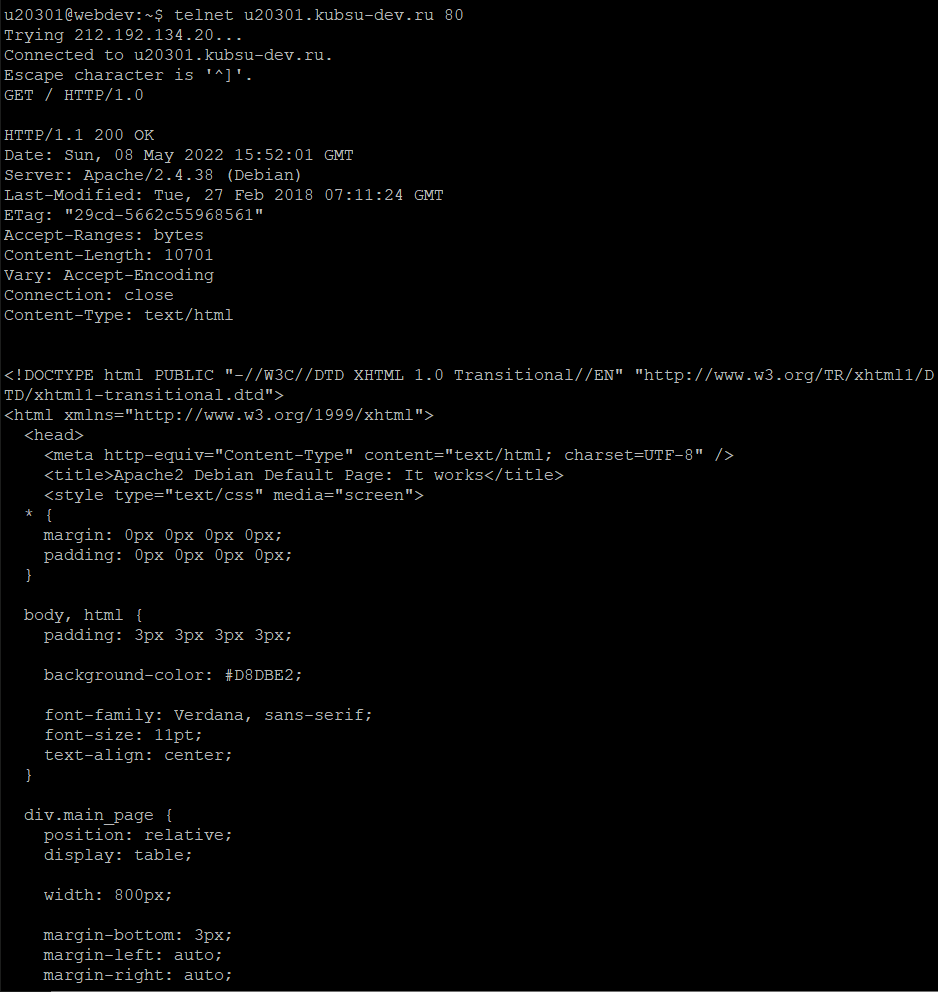 u20301@webdev:~$ telnet u20301.kubsu-dev.ru 80
Trying 212.192.134.20...
Connected to u20301.kubsu-dev.ru.
Escape character is '^]'.
GET / HTTP/1.0

HTTP/1.1 200 OK
Date: Sun, 08 May 2022 15:52:01 GMT
Server: Apache/2.4.38 (Debian)
Last-Modified: Tue, 27 Feb 2018 07:11:24 GMT
ETag: "29cd-5662c55968561"
Accept-Ranges: bytes
Content-Length: 10701
Vary: Accept-Encoding
Connection: close
Content-Type: text/html


<!DOCTYPE html PUBLIC "-//W3C//DTD XHTML 1.0 Transitional//EN" "http://www.w3.org/TR/xhtml1/D
TD/xhtml1-transitional.dtd">
<html xmlns="http://www.w3.org/1999/xhtml">
  <head>
    <meta http-equiv="Content-Type" content="text/html; charset=UTF-8" />
    <title>Apache2 Debian Default Page: It works</title>
    <style type="text/css" media="screen">
  * {
    margin: 0px 0px 0px 0px;
    padding: 0px 0px 0px 0px;
  }

  body, html {
    padding: 3px 3px 3px 3px;

    background-color: #D8DBE2;

    font-family: Verdana, sans-serif;
    font-size: 11pt;
    text-align: center;
  }

  div.main_page {
    position: relative;
    display: table;

    width: 800px;

    margin-bottom: 3px;
    margin-left: auto;
    margin-right: auto;